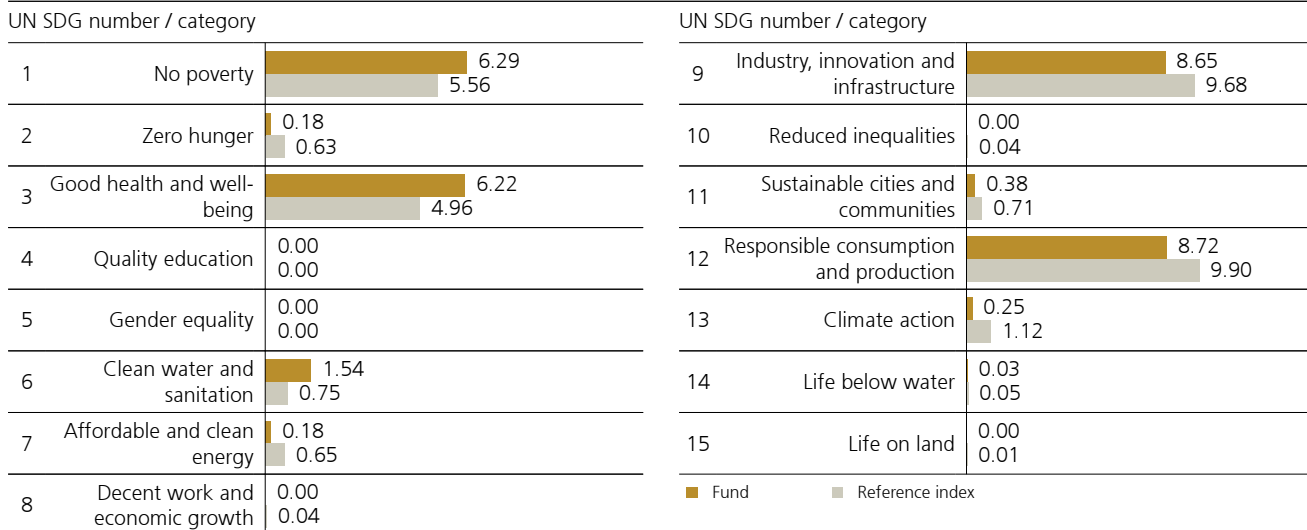 UN SDG number / category
1
No poverty
6.29
5.56
2
Zero hunger
0.18
0.63
3
Good health and well-
being
6.22
4.96
4
Quality education
0.00
0.00
5
Gender equality
0.00
0.00
6
Clean water and
sanitation
1.54
0.75
7
Affordable and clean
energy
0.18
0.65
8
Decent work and
economic growth
0.00
0.04
UN SDG number / category
9
Industry, innovation and
infrastructure
8.65
9.68
10
Reduced inequalities
0.00
0.04
11
Sustainable cities and
communities
0.38
0.71
12
Responsible consumption
and production
8.72
9.90
13
Climate action
0.25
1.12
14
Life below water
0.03
0.05
15
Life on land
0.00
0.01
Fund
Reference index